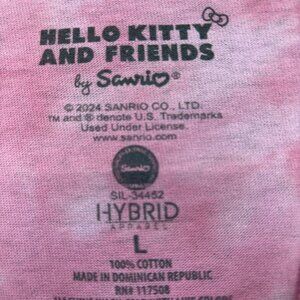 HELLO KITTY
AND FRIENDS
by Sanrio®
© 2024 SANRIO CO., LTD.
TM and ® denote U.S. Trademarks
Used Under License.
www.sanrio.com
Sanrio
SIL-34452
HYBRID
APPAREL
L
100% COTTON
MADE IN DOMINICAN REPUBLIC
RN# 117508